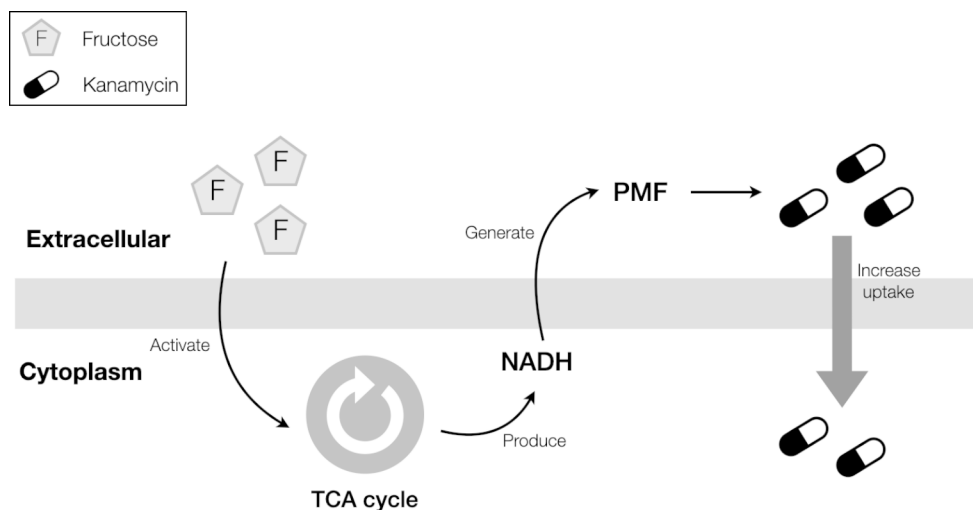 F Fructose
Kanamycin
F
F
F
Extracellular
Generate
PMF
Increase
uptake
Activate
Cytoplasm
NADH
Produce
TCA cycle